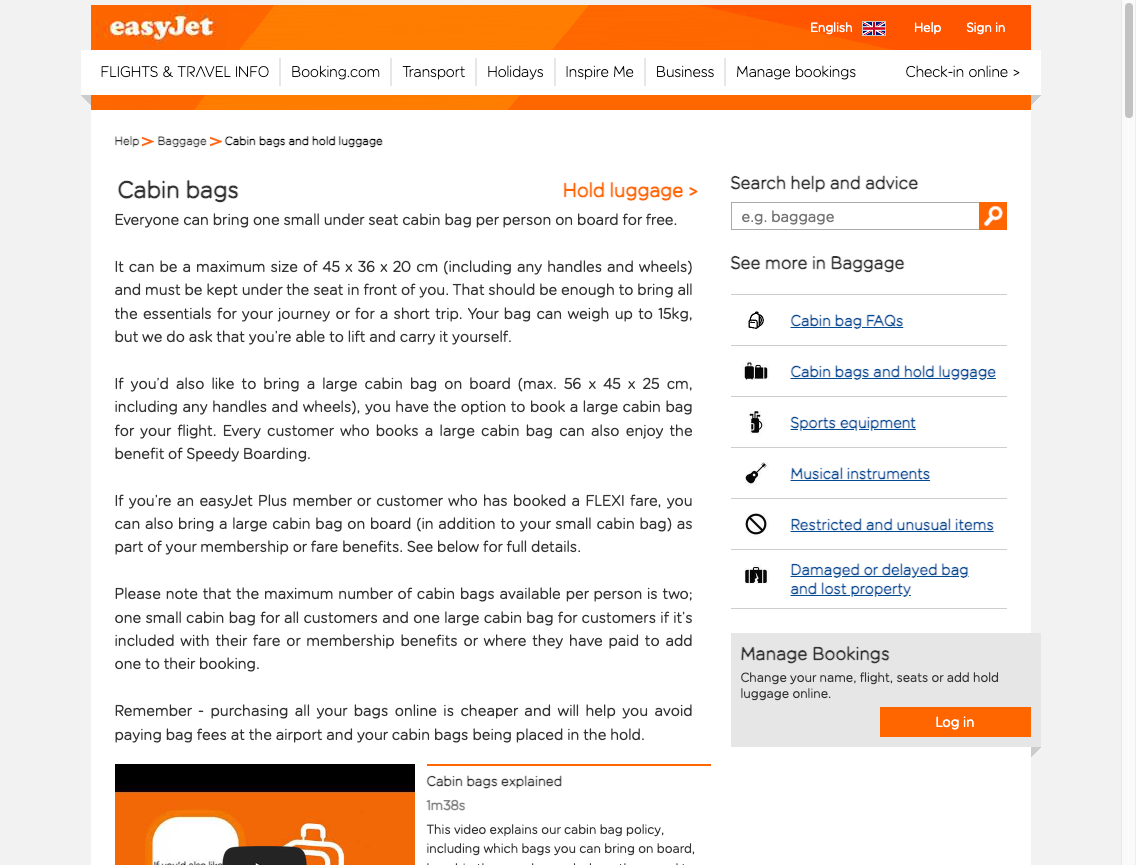 easyJet
English
Help
Sign in
FLIGHTS & TRAVEL INFO
Booking.com
Transport
Holidays
Inspire Me
Business
Manage bookings
Check-in online >
Help > Baggage > Cabin bags and hold luggage
Cabin bags
Hold luggage >
Everyone can bring one small under seat cabin bag per person on board for free.
It can be a maximum size of 45 x 36 x 20 cm (including any handles and wheels)
and must be kept under the seat in front of you. That should be enough to bring all
the essentials for your journey or for a short trip. Your bag can weigh up to 15kg,
but we do ask that you're able to lift and carry it yourself.
If you'd also like to bring a large cabin bag on board (max. 56 x 45 x 25 cm,
including any handles and wheels), you have the option to book a large cabin bag
for your flight. Every customer who books a large cabin bag can also enjoy the
benefit of Speedy Boarding.
If you're an easyJet Plus member or customer who has booked a FLEXI fare, you
can also bring a large cabin bag on board (in addition to your small cabin bag) as
part of your membership or fare benefits. See below for full details.
Please note that the maximum number of cabin bags available per person is two;
one small cabin bag for all customers and one large cabin bag for customers if it's
included with their fare or membership benefits or where they have paid to add
one to their booking.
Remember - purchasing all your bags online is cheaper and will help you avoid
paying bag fees at the airport and your cabin bags being placed in the hold.
If you'd also like
Cabin bags explained
1m38s
This video explains our cabin bag policy,
including which bags you can bring on board,
Search help and advice
e.g. baggage
See more in Baggage
Cabin bag FAQs
Cabin bags and hold luggage
Sports equipment
Musical instruments
Restricted and unusual items
Damaged or delayed bag
and lost property
Manage Bookings
Change your name, flight, seats or add hold
luggage online.
Log in